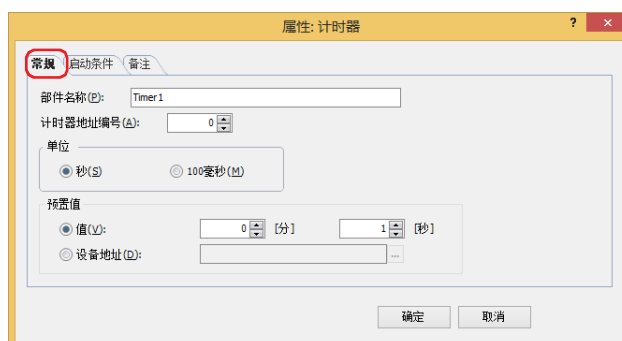 属性: 计时器 ? ×
常规 启动条件 备注
部件名称(P): Timer1
计时器地址编号(A): 0
单位
秒(S) 100毫秒(M)
预置值
值(V): 0 [分] 1 [秒]
设备地址(D): ...
确定 取消